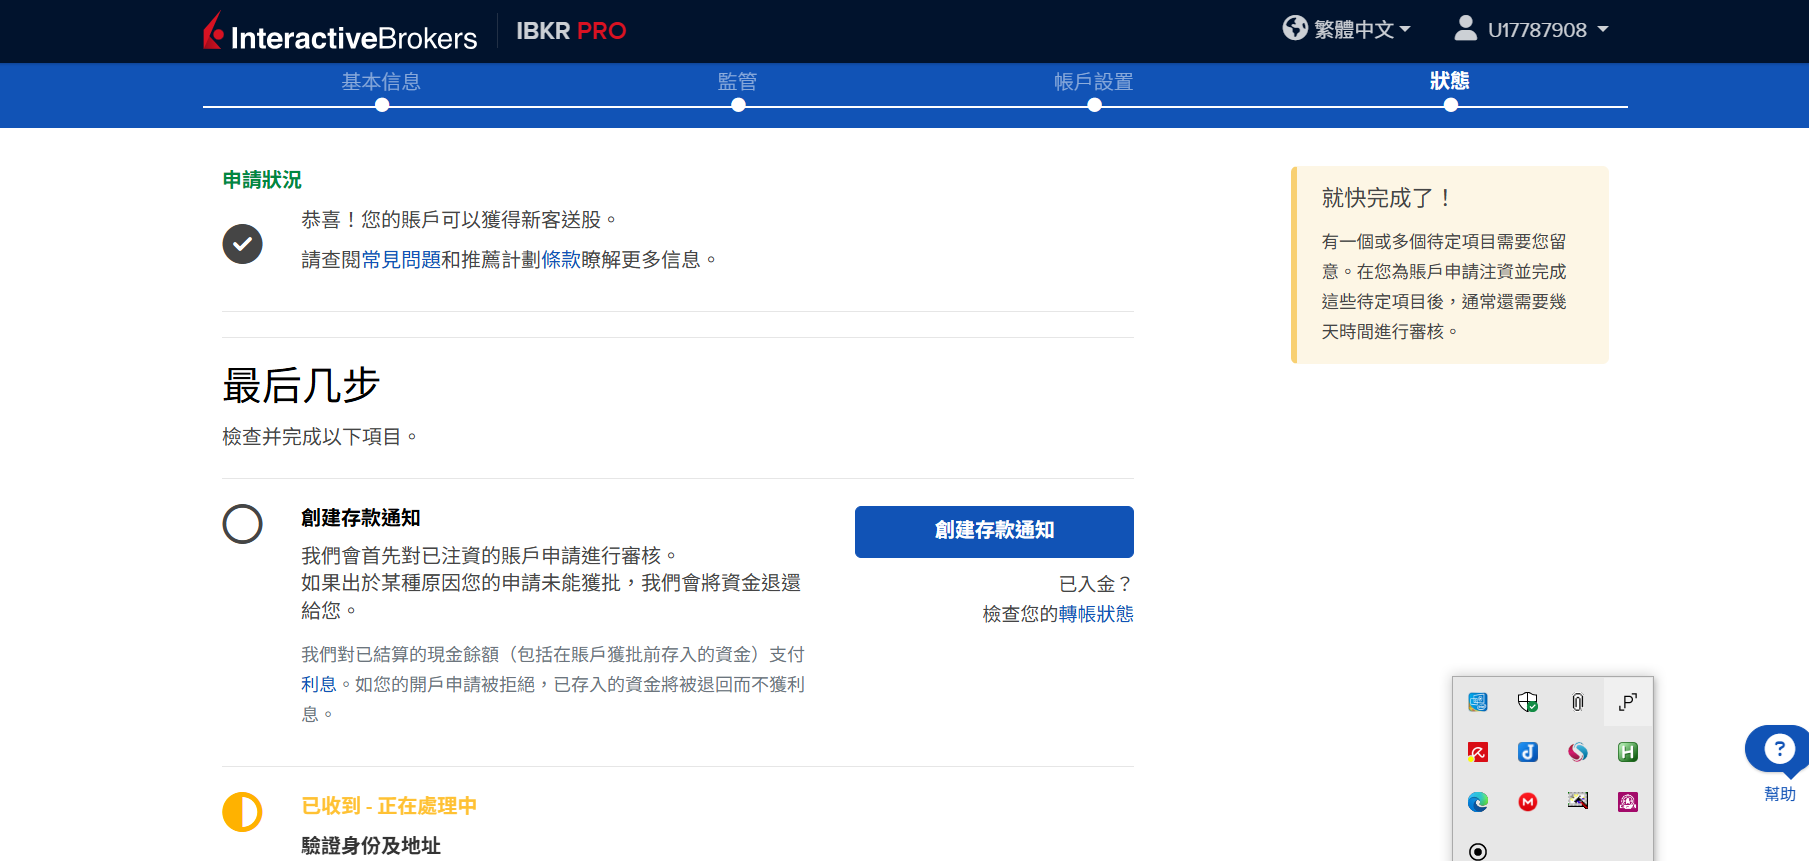 InteractiveBrokers
IBKR PRO
繁體中文
U17787908
基本信息
監管
帳戶設置
狀態
申請狀況
恭喜！您的賬戶可以獲得新客送股。
請查閱常見問題和推薦計劃條款瞭解更多信息。
就快完成了！
有一個或多個待定項目需要您留
意。在您為賬戶申請注資並完成
這些待定項目後，通常還需要幾
天時間進行審核。
最后几步
檢查并完成以下項目。
創建存款通知
我們會首先對已注資的賬戶申請進行審核。
如果出於某種原因您的申請未能獲批，我們會將資金退還
給您。
我們對已結算的現金餘額（包括在賬戶獲批前存入的資金）支付
利息。如您的開戶申請被拒絕，已存入的資金將被退回而不獲利
息。
創建存款通知
已入金？
檢查您的轉帳狀態
已收到 - 正在處理中
驗證身份及地址
?
幫助